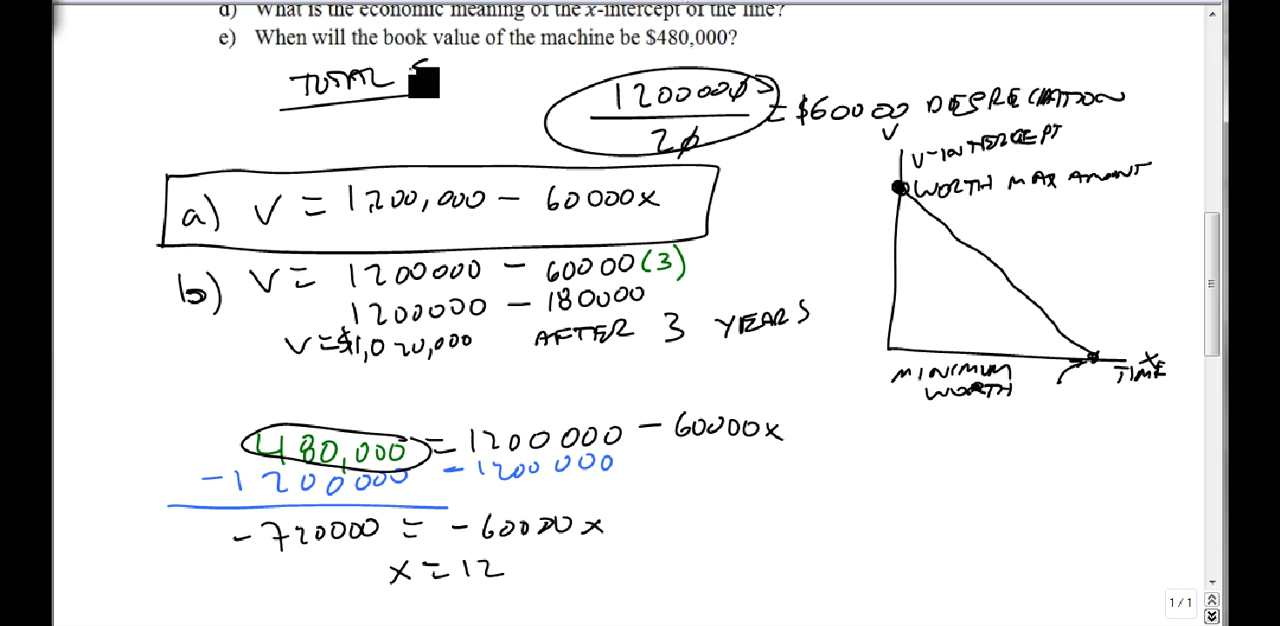 d) What is the economic meaning of the x-intercept of the line?
e) When will the book value of the machine be $480,000?
TOTAL
1200000
20
= $60000 DEPRECIATION
V
V-INTERCEPT
WORTH MAX AMOUNT
a) V = 1,200,000 - 60000x
b) V = 1200000 - 60000(3)
1200000 - 180000
V = $1,020,000 AFTER 3 YEARS
X
TIME
MINIMUM
WORTH
480,000 = 1200000 - 60000x
-1200000 -1200000
-720000 = -60000x
x = 12
1 / 1